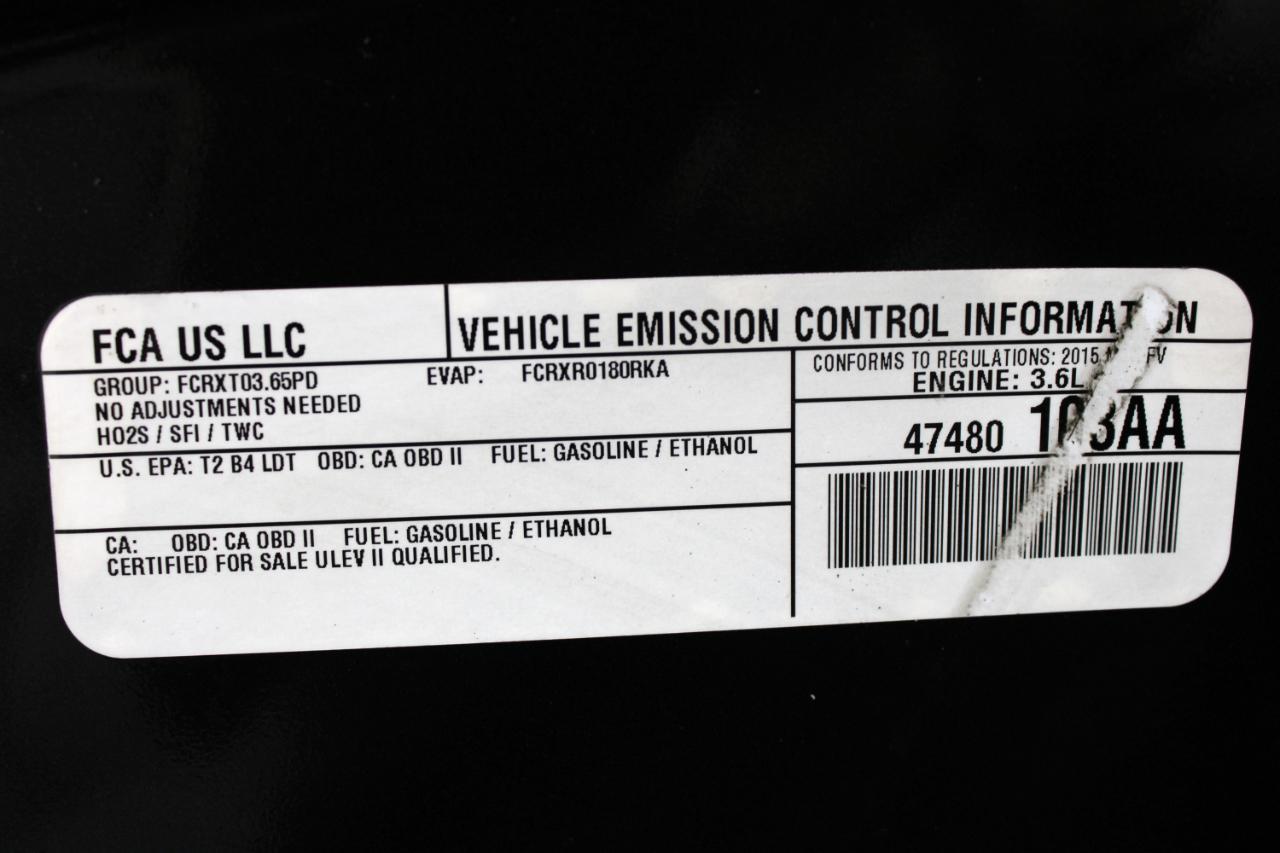 FCA US LLC
VEHICLE EMISSION CONTROL INFORMATION
GROUP: FCRXT03.65PD EVAP: FCRXR0180RKA
NO ADJUSTMENTS NEEDED
HO2S / SFI / TWC
U.S. EPA: T2 B4 LDT OBD: CA OBD II FUEL: GASOLINE / ETHANOL
CA: OBD: CA OBD II FUEL: GASOLINE / ETHANOL
CERTIFIED FOR SALE ULEV II QUALIFIED.
CONFORMS TO REGULATIONS: 2015
ENGINE: 3.6L
47480